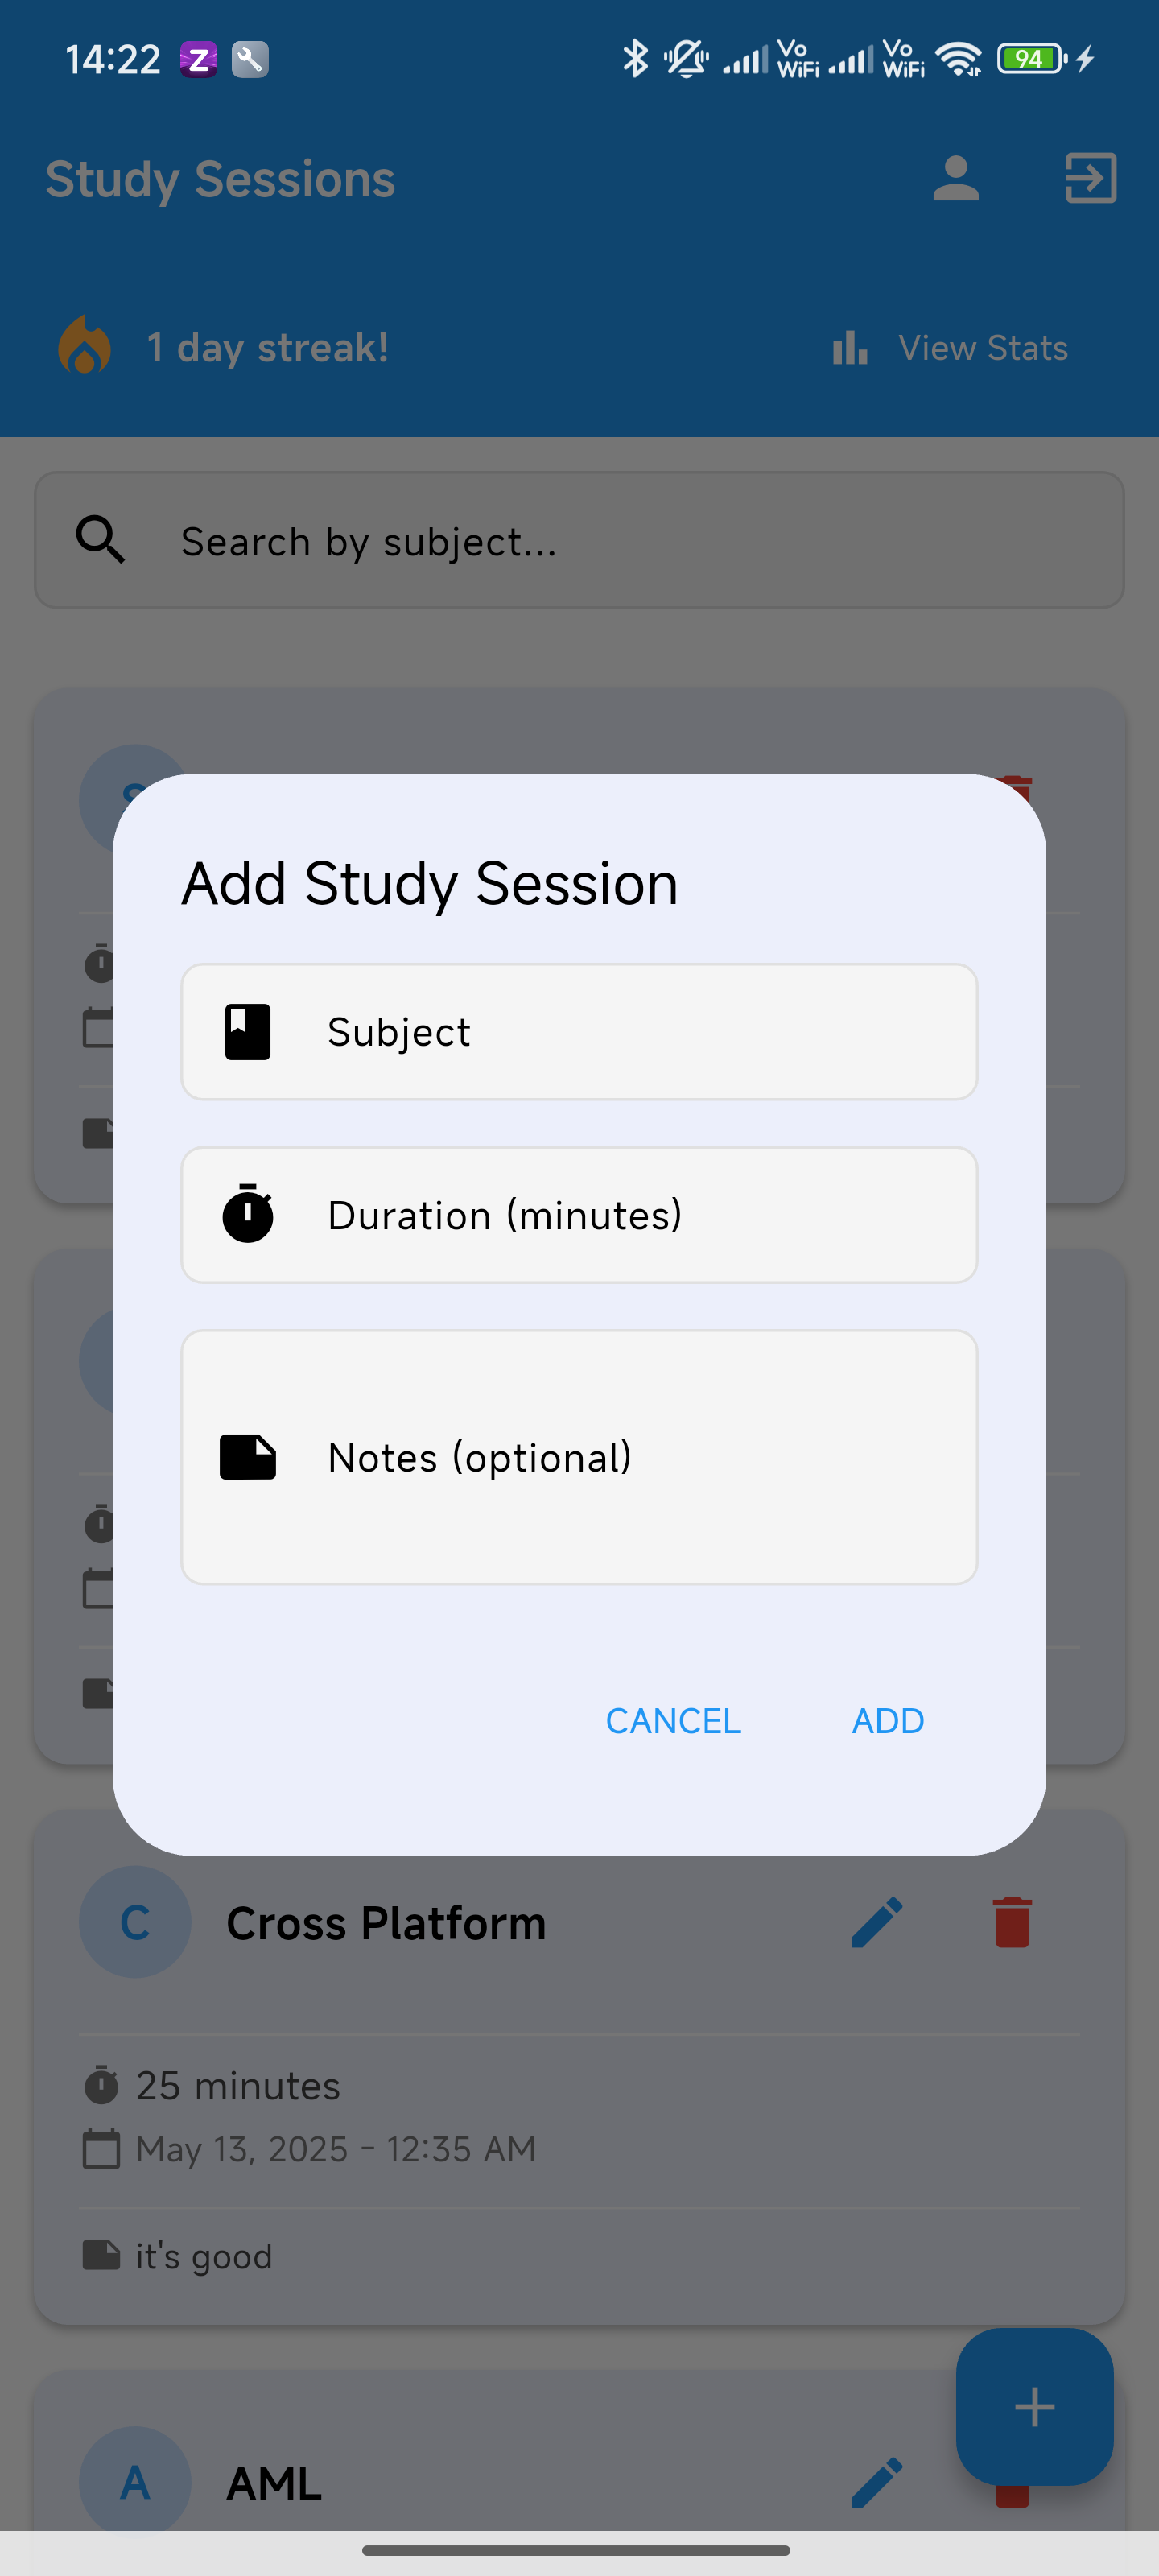 14:22 Z Vo WiFi Vo WiFi 94
Study Sessions
1 day streak! View Stats
Search by subject...
Add Study Session
Subject
Duration (minutes)
Notes (optional)
CANCEL ADD
C Cross Platform
25 minutes
May 13, 2025 - 12:35 AM
it's good
A AML